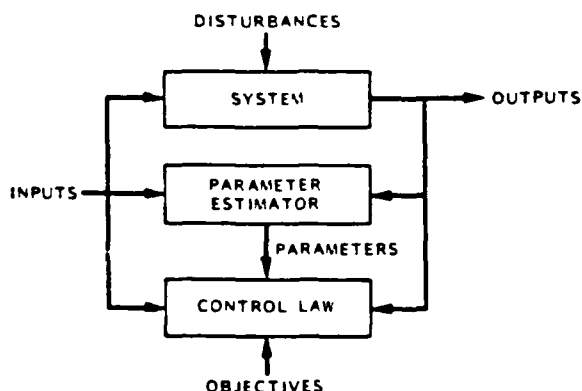 DISTURBANCES
SYSTEM
OUTPUTS
INPUTS
PARAMETER
ESTIMATOR
PARAMETERS
CONTROL LAW
OBJECTIVES